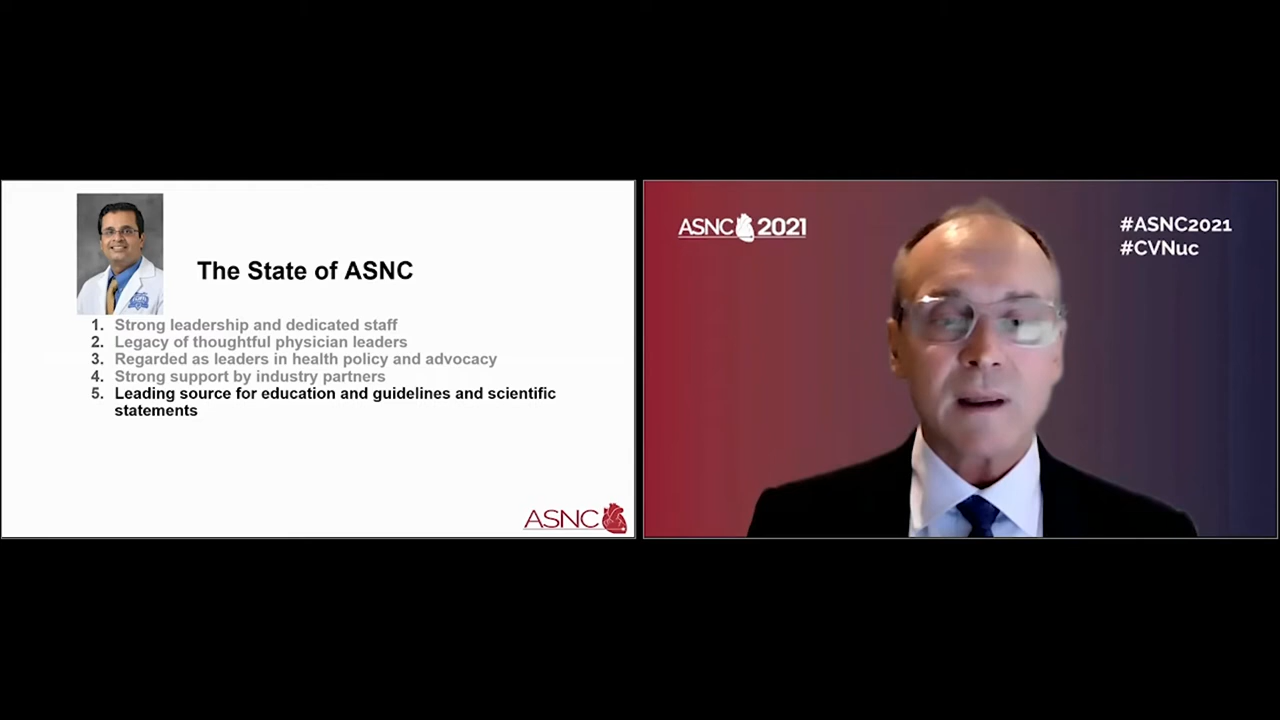 The State of ASNC
1. Strong leadership and dedicated staff
2. Legacy of thoughtful physician leaders
3. Regarded as leaders in health policy and advocacy
4. Strong support by industry partners
5. Leading source for education and guidelines and scientific
statements
ASNC
ASNC 2021
#ASNC2021
#CVNuc